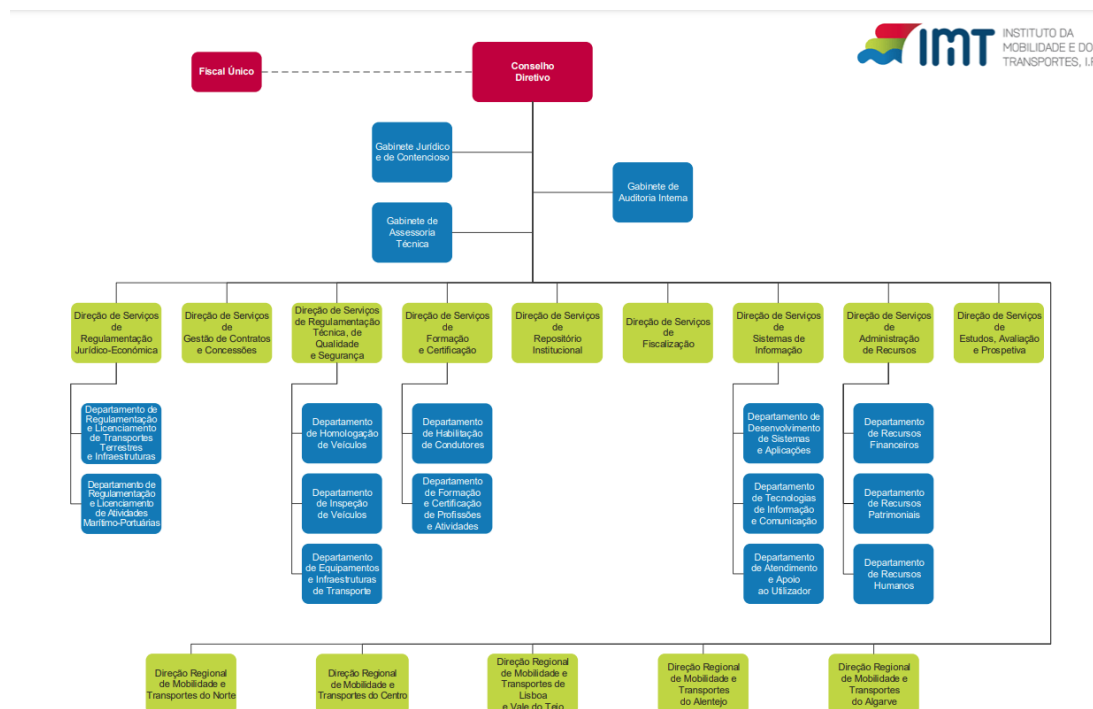 IMT
INSTITUTO DA
MOBILIDADE E DO
TRANSPORTES, I.P
Fiscal Único
Conselho
Diretivo
Gabinete Jurídico
e de Contencioso
Gabinete de
Auditoria Interna
Gabinete de
Assessoria
Técnica
Direção de Serviços
de
Regulamentação
Jurídico-Económica
Direção de Serviços
de
Gestão de Contratos
e Concessões
Direção de Serviços
de Regulamentação
Técnica, de
Qualidade
e Segurança
Direção de Serviços
de
Formação
e Certificação
Direção de Serviços
de
Repositório
Institucional
Direção de Serviços
de
Fiscalização
Direção de Serviços
de
Sistemas de
Informação
Direção de Serviços
de
Administração
de Recursos
Direção de Serviços
de
Estudos, Avaliação
e Prospetiva
Departamento de
Regulamentação
e Licenciamento
de Transportes
Terrestres
e Infraestruturas
Departamento de
Regulamentação
e Licenciamento
de Atividades
Marítimo-Portuárias
Departamento
de Homologação
de Veículos
Departamento
de Inspeção
de Veículos
Departamento
de Equipamentos
e Infraestruturas
de Transporte
Departamento
de Habilitação
de Condutores
Departamento
de Formação
e Certificação
de Profissões
e Atividades
Departamento de
Desenvolvimento
de Sistemas
e Aplicações
Departamento
de Tecnologias
de Informação
e Comunicação
Departamento
de Atendimento
e Apoio
ao Utilizador
Departamento
de Recursos
Financeiros
Departamento
de Recursos
Patrimoniais
Departamento
de Recursos
Humanos
Direção Regional
de Mobilidade e
Transportes do Norte
Direção Regional
de Mobilidade e
Transportes do Centro
Direção Regional
de Mobilidade e
Transportes de
Lisboa
e Vale do Tejo
Direção Regional
de Mobilidade e
Transportes
do Alentejo
Direção Regional
de Mobilidade e
Transportes
do Algarve